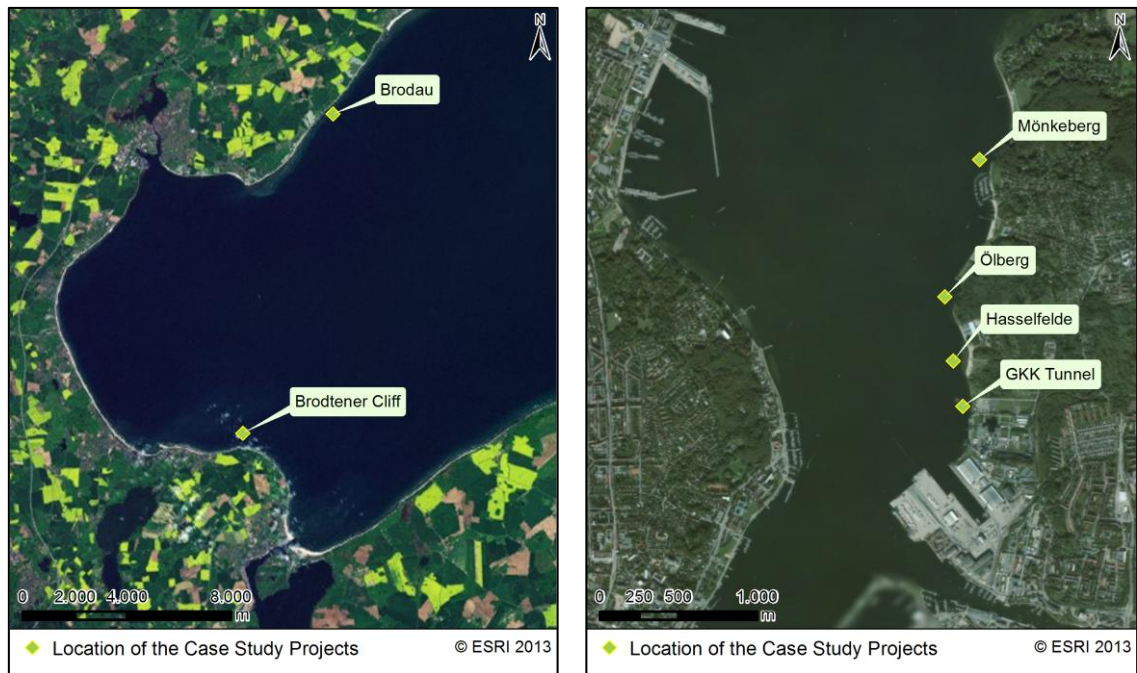 N
Brodau
Brodtener Cliff
0 2.000 4.000 8.000
m
Location of the Case Study Projects © ESRI 2013
N
Mönkeberg
Ölberg
Hasselfelde
GKK Tunnel
0 250 500 1.000
m
Location of the Case Study Projects © ESRI 2013